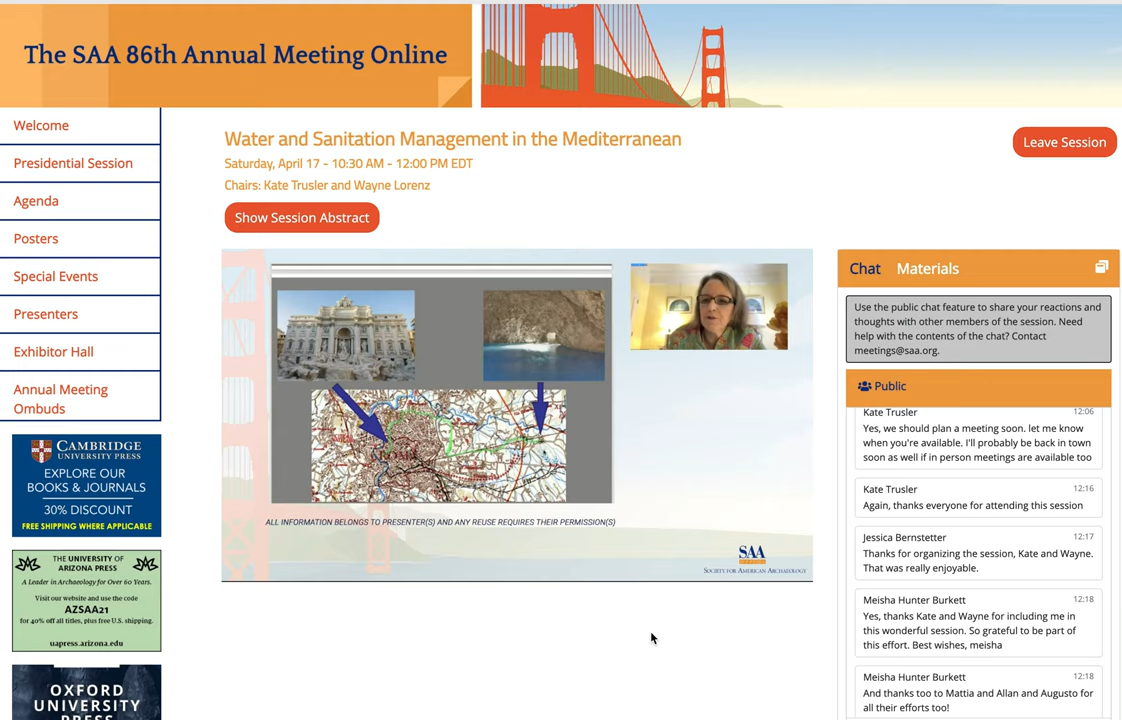 The SAA 86th Annual Meeting Online
Welcome
Presidential Session
Agenda
Posters
Special Events
Presenters
Exhibitor Hall
Annual Meeting
Ombuds
CAMBRIDGE
UNIVERSITY PRESS
EXPLORE OUR
BOOKS & JOURNALS
30% DISCOUNT
FREE SHIPPING WHERE APPLICABLE
THE UNIVERSITY OF
ARIZONA PRESS
A Leader in Archaeology for Over 60 Years.
Visit our website and use the code
AZSAA21
for 40% off all titles, plus free U.S. shipping.
uapress.arizona.edu
OXFORD
UNIVERSITY
PRESS
Water and Sanitation Management in the Mediterranean
Saturday, April 17 - 10:30 AM - 12:00 PM EDT
Chairs: Kate Trusler and Wayne Lorenz
Show Session Abstract
Leave Session
ALL INFORMATION BELONGS TO PRESENTER(S) AND ANY REUSE REQUIRES THEIR PERMISSION(S)
SAA
SOCIETY FOR AMERICAN ARCHAEOLOGY
Chat Materials
Use the public chat feature to share your reactions and
thoughts with other members of the session. Need
help with the contents of the chat? Contact
meetings@saa.org.
Public
Kate Trusler 12:06
Yes, we should plan a meeting soon. let me know
when you're available. I'll probably be back in town
soon as well if in person meetings are available too
Kate Trusler 12:16
Again, thanks everyone for attending this session
Jessica Bernstetter 12:17
Thanks for organizing the session, Kate and Wayne.
That was really enjoyable.
Meisha Hunter Burkett 12:18
Yes, thanks Kate and Wayne for including me in
this wonderful session. So grateful to be part of
this effort. Best wishes, meisha
Meisha Hunter Burkett 12:18
And thanks too to Mattia and Allan and Augusto for
all their efforts too!